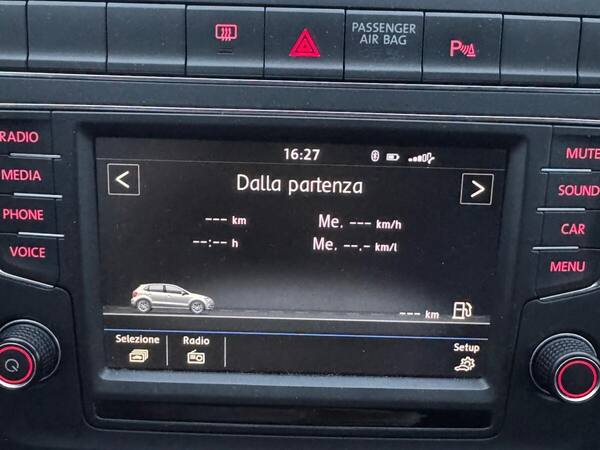 PASSENGER
AIR BAG
P
RADIO
MEDIA
PHONE
VOICE
16:27
Dalla partenza
--- km
Me. --- km/h
--:-- h
Me. --.- km/l
--- km
Selezione
Radio
Setup
MUTE
SOUND
CAR
MENU